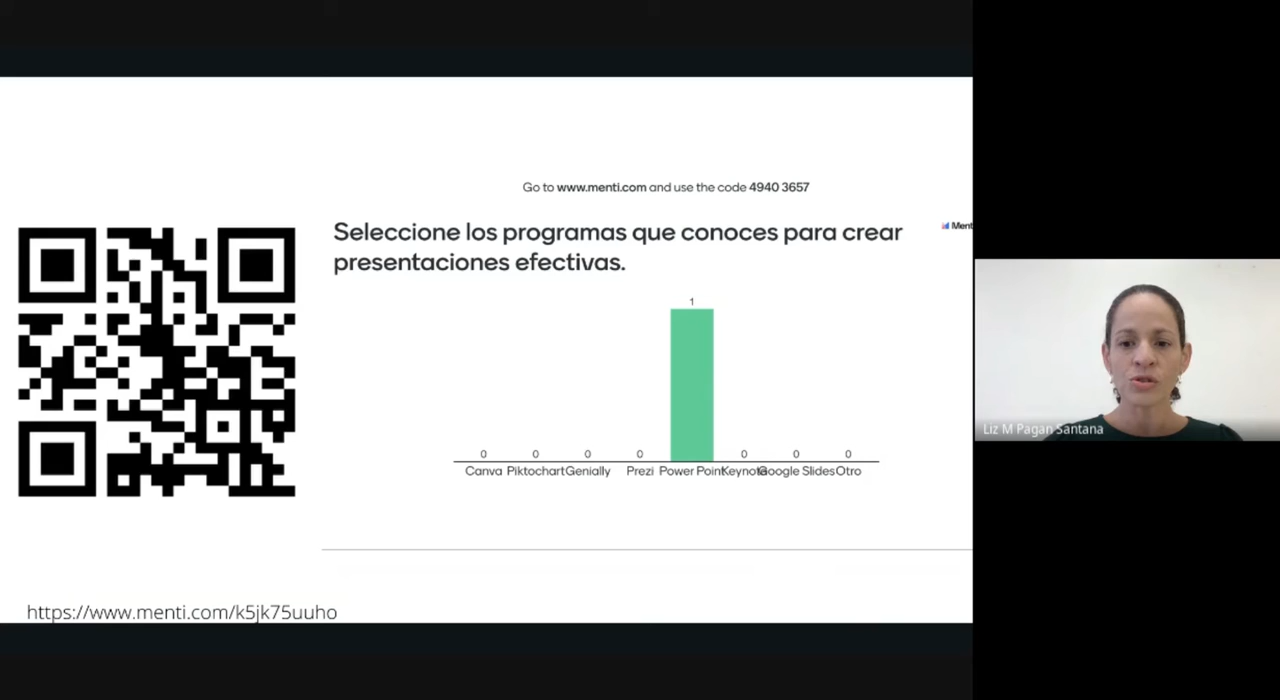 Go to www.menti.com and use the code 4940 3657
Seleccione los programas que conoces para crear
presentaciones efectivas.
Ment
1
0 0 0 0 0 0 0
Canva Piktochart Genially Prezi Power Point Keynote Google Slides Otro
Liz M Pagan Santana
https://www.menti.com/k5jk75uuho